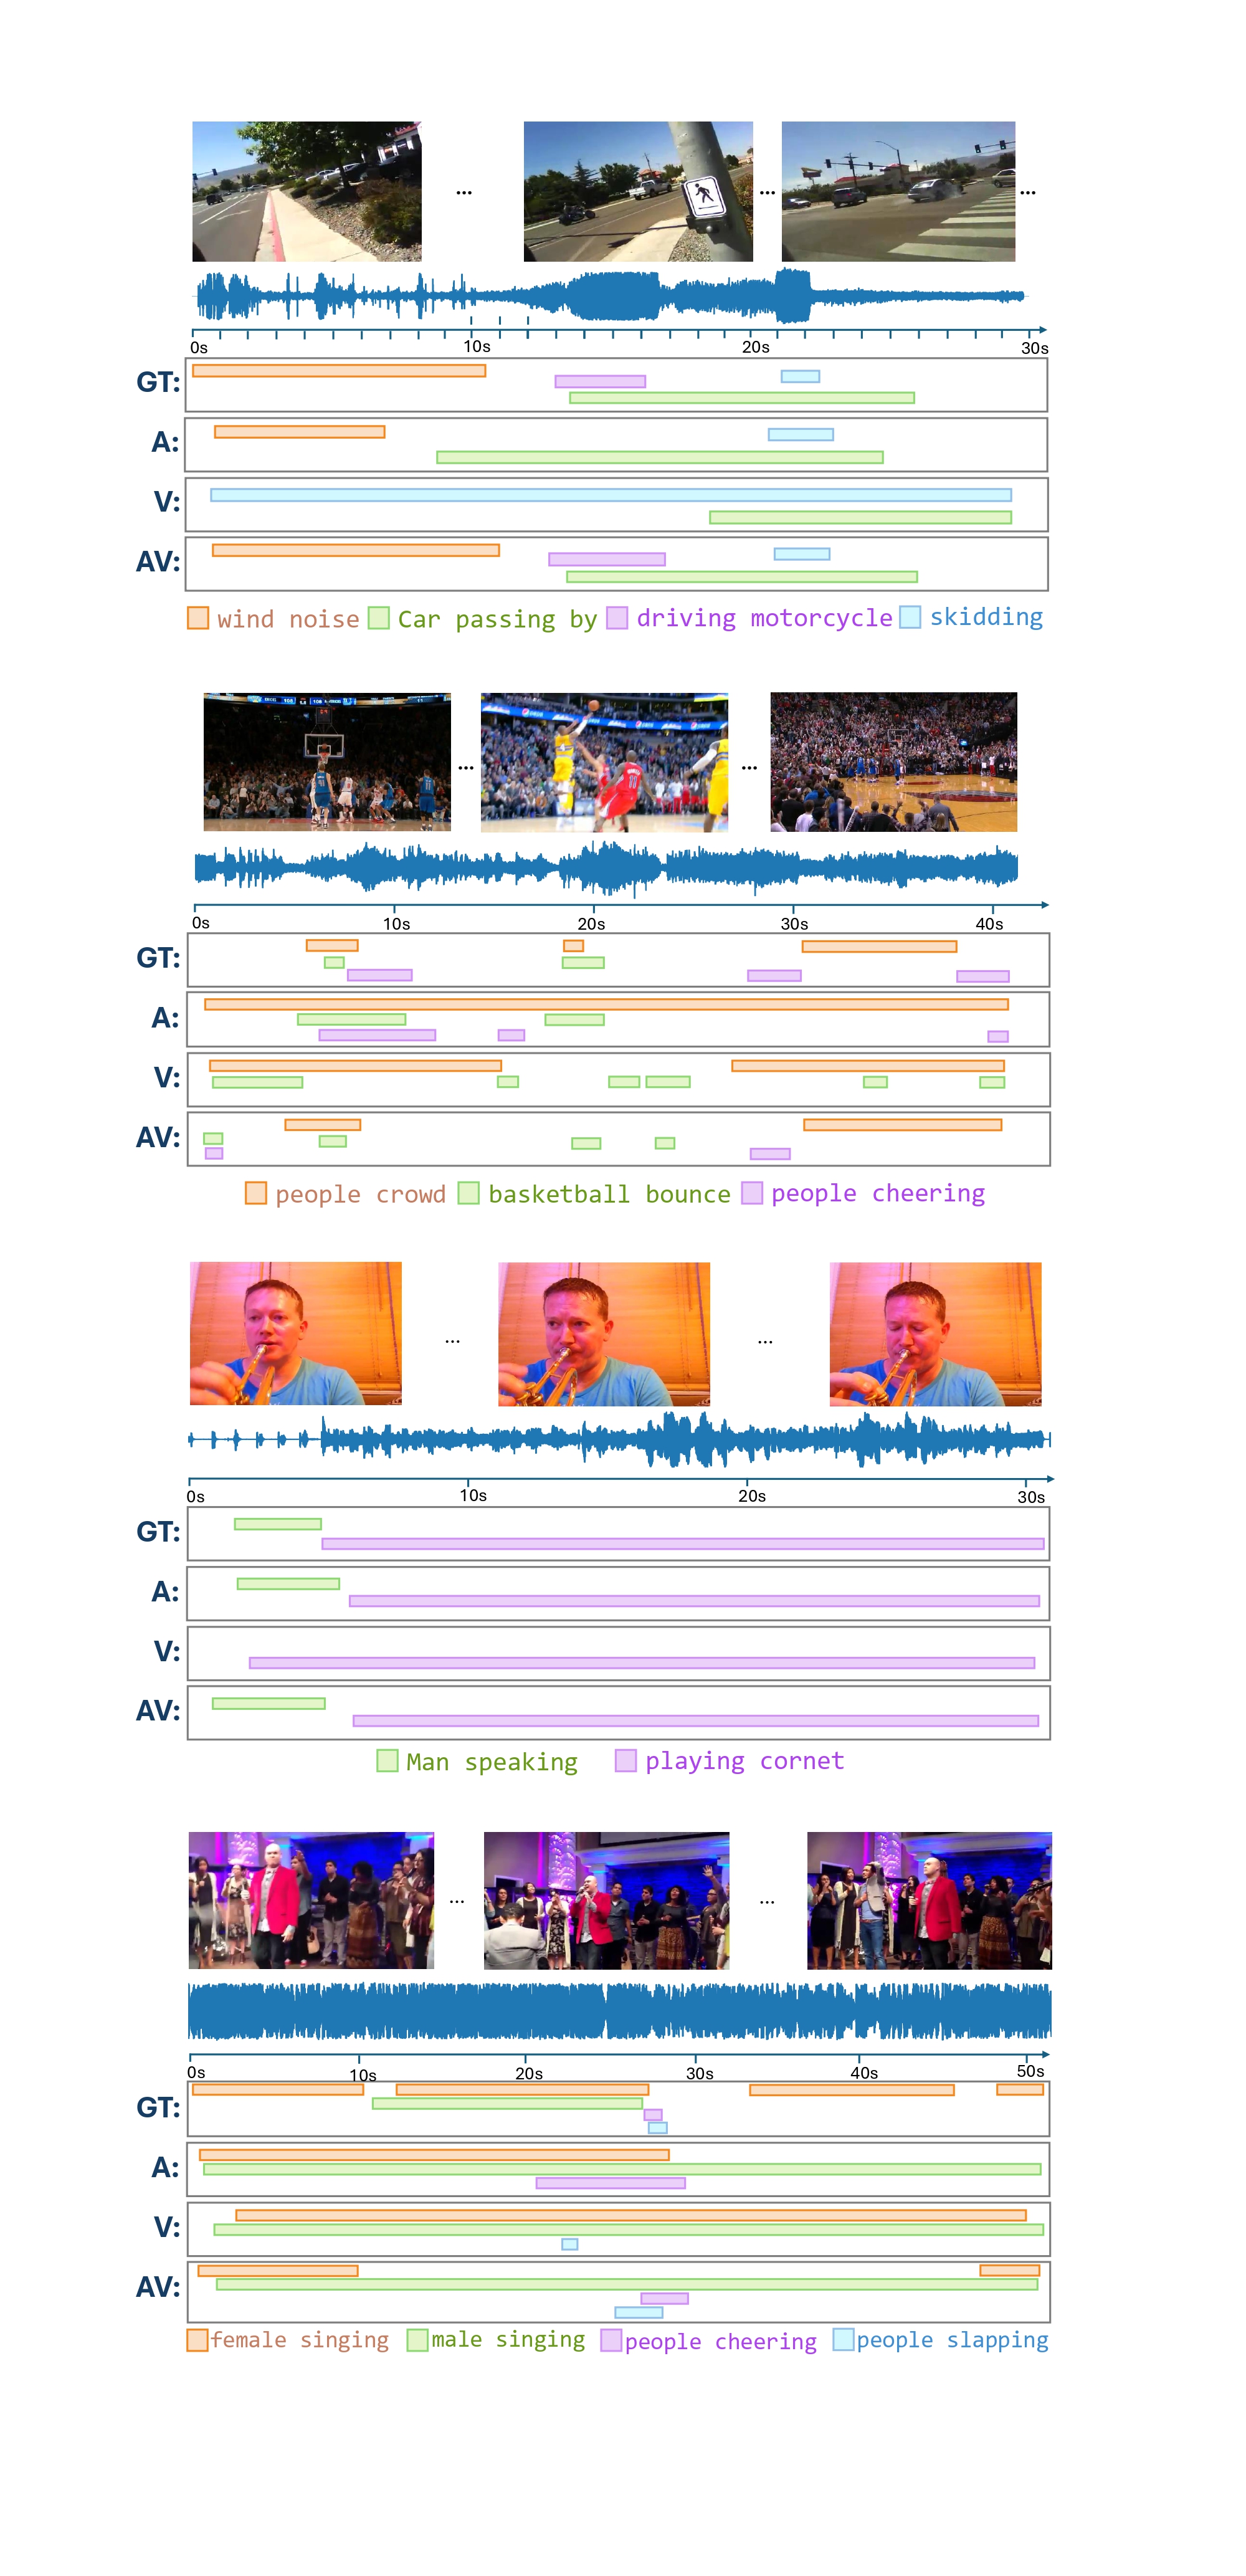 ...
...
...
0s 10s 20s 30s
GT:
A:
V:
AV:
wind noise Car passing by driving motorcycle skidding
...
...
0s 10s 20s 30s 40s
GT:
A:
V:
AV:
people crowd basketball bounce people cheering
...
...
0s 10s 20s 30s
GT:
A:
V:
AV:
Man speaking playing cornet
...
...
0s 10s 20s 30s 40s 50s
GT:
A:
V:
AV:
female singing male singing people cheering people slapping